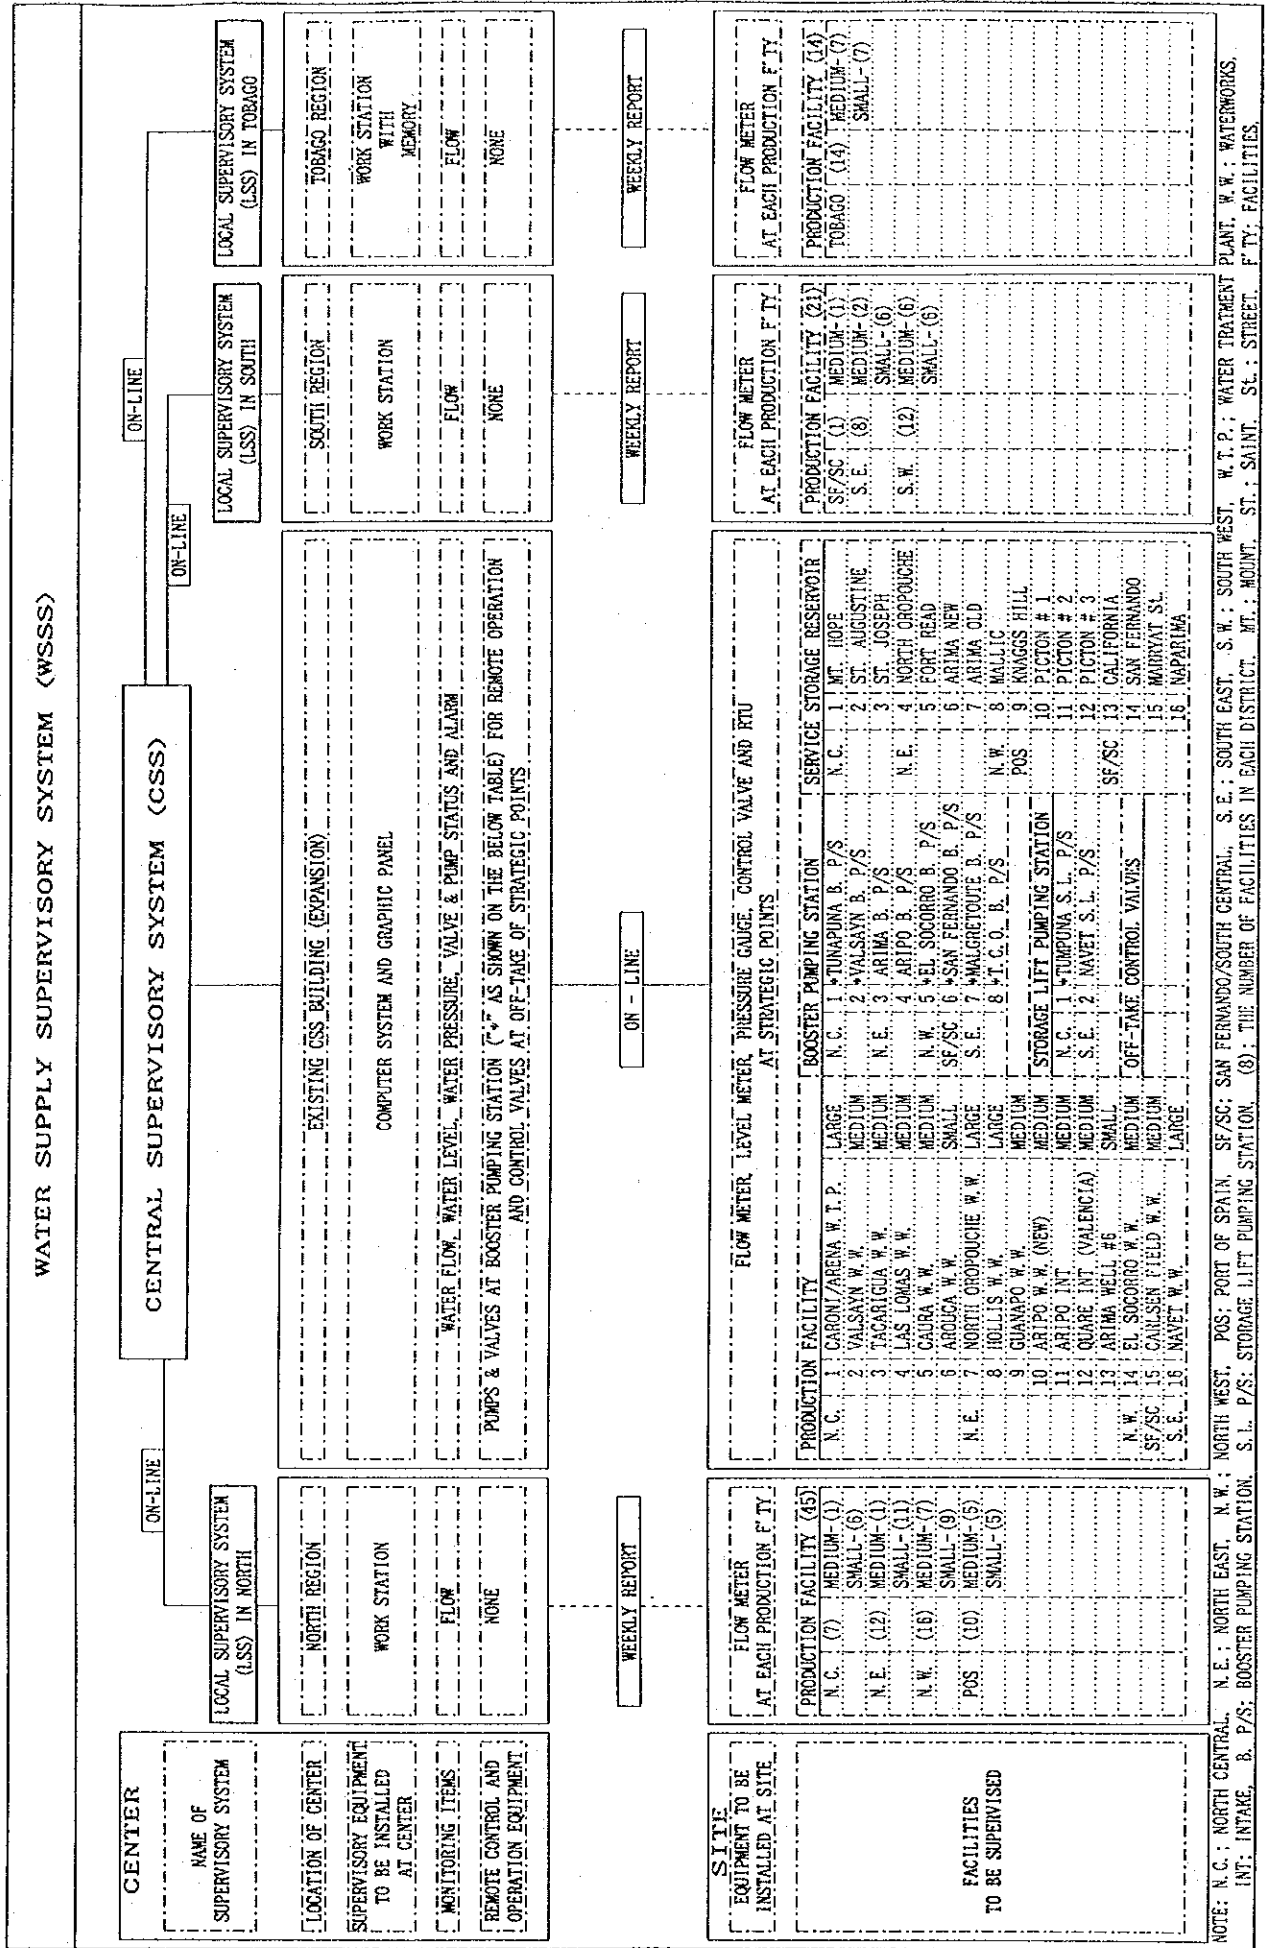 WATER SUPPLY SUPERVISORY SYSTEM (WSSS)
CENTER
NAME OF
SUPERVISORY SYSTEM
LOCATION OF CENTER
SUPERVISORY EQUIPMENT
TO BE INSTALLED
AT CENTER
MONITORING ITEMS
REMOTE CONTROL AND
OPERATION EQUIPMENT
SITE
EQUIPMENT TO BE
INSTALLED AT SITE
FACILITIES
TO BE SUPERVISED
CENTRAL SUPERVISORY SYSTEM (CSS)
ON-LINE
ON-LINE
ON-LINE
LOCAL SUPERVISORY SYSTEM
(LSS) IN NORTH
NORTH REGION
WORK STATION
FLOW
NONE
WEEKLY REPORT
FLOW METER
AT EACH PRODUCTION F'TY
PRODUCTION FACILITY (45)
N.C. (7) MEDIUM-(1)
SMALL-(6)
N.E. (12) MEDIUM-(1)
SMALL-(11)
N.W. (16) MEDIUM-(7)
SMALL-(9)
POS (10) MEDIUM-(5)
SMALL-(5)
EXISTING CSS BUILDING (EXPANSION)
COMPUTER SYSTEM AND GRAPHIC PANEL
WATER FLOW, WATER LEVEL, WATER PRESSURE, VALVE & PUMP STATUS AND ALARM
PUMPS & VALVES AT BOOSTER PUMPING STATION ("*" AS SHOWN ON THE BELOW TABLE) FOR REMOTE OPERATION
AND CONTROL VALVES AT OFF-TAKE OF STRATEGIC POINTS
ON - LINE
FLOW METER, LEVEL METER, PRESSURE GAUGE, CONTROL VALVE AND RTU
AT STRATEGIC POINTS
PRODUCTION FACILITY
N.C. 1 CARONI/ARENA W.T.P. LARGE
2 VALSAYN W.W. MEDIUM
3 TACARIGUA W.W. MEDIUM
4 LAS LOMAS W.W. MEDIUM
5 CAURA W.W. MEDIUM
6 AROUCA W.W. SMALL
N.E. 7 NORTH OROPOUCHE W.W. LARGE
8 HOLLIS W.W. LARGE
9 GUANAPO W.W. MEDIUM
10 ARIPO W.W. (NEW) MEDIUM
11 ARIPO INT MEDIUM
12 QUARE INT (VALENCIA) MEDIUM
13 ARIMA WELL #6 SMALL
N.W. 14 EL SOCORRO W.W. MEDIUM
SF/SC 15 CARLSEN FIELD W.W. MEDIUM
S.E. 16 NAVET W.W. LARGE
BOOSTER PUMPING STATION
N.C. 1 *TUNAPUNA B. P/S
2 *VALSAYN B. P/S
N.E. 3 ARIMA B. P/S
4 ARIPO B. P/S
N.W. 5 *EL SOCORRO B. P/S
SF/SC 6 *SAN FERNANDO B. P/S
S.E. 7 *MALGRETOUTE B. P/S
8 *T.C.O. B. P/S
STORAGE LIFT PUMPING STATION
N.C. 1 *TUMPUNA S.L. P/S
S.E. 2 NAVET S.L. P/S
OFF-TAKE CONTROL VALVES
SERVICE STORAGE RESERVOIR
N.C. 1 MT. HOPE
2 ST. AUGUSTINE
3 ST. JOSEPH
N.E. 4 NORTH OROPOUCHE
5 FORT READ
6 ARIMA NEW
7 ARIMA OLD
N.W. 8 MALLIC
POS 9 KNAGGS HILL
10 PICTON # 1
11 PICTON # 2
12 PICTON # 3
SF/SC 13 CALIFORNIA
14 SAN FERNANDO
15 MARRYAT St.
16 NAPARIMA
LOCAL SUPERVISORY SYSTEM
(LSS) IN SOUTH
SOUTH REGION
WORK STATION
FLOW
NONE
WEEKLY REPORT
FLOW METER
AT EACH PRODUCTION F'TY
PRODUCTION FACILITY (21)
SF/SC (1) MEDIUM-(1)
S.E. (8) MEDIUM-(2)
SMALL-(6)
S.W. (12) MEDIUM-(6)
SMALL-(6)
LOCAL SUPERVISORY SYSTEM
(LSS) IN TOBAGO
TOBAGO REGION
WORK STATION
WITH
MEMORY
FLOW
NONE
WEEKLY REPORT
FLOW METER
AT EACH PRODUCTION F'TY
PRODUCTION FACILITY (14)
TOBAGO (14) MEDIUM-(7)
SMALL-(7)
NOTE: N.C.: NORTH CENTRAL, N.E.: NORTH EAST, N.W.: NORTH WEST, POS: PORT OF SPAIN, SF/SC: SAN FERNANDO/SOUTH CENTRAL, S.E.: SOUTH EAST, S.W.: SOUTH WEST, W.T.P.: WATER TRATMENT PLANT, W.W.: WATERWORKS,
INT: INTAKE, B. P/S: BOOSTER PUMPING STATION, S.L. P/S: STORAGE LIFT PUMPING STATION, (8): THE NUMBER OF FACILITIES IN EACH DISTRICT. MT.: MOUNT. ST.: SAINT. St.: STREET. F'TY: FACILITIES.